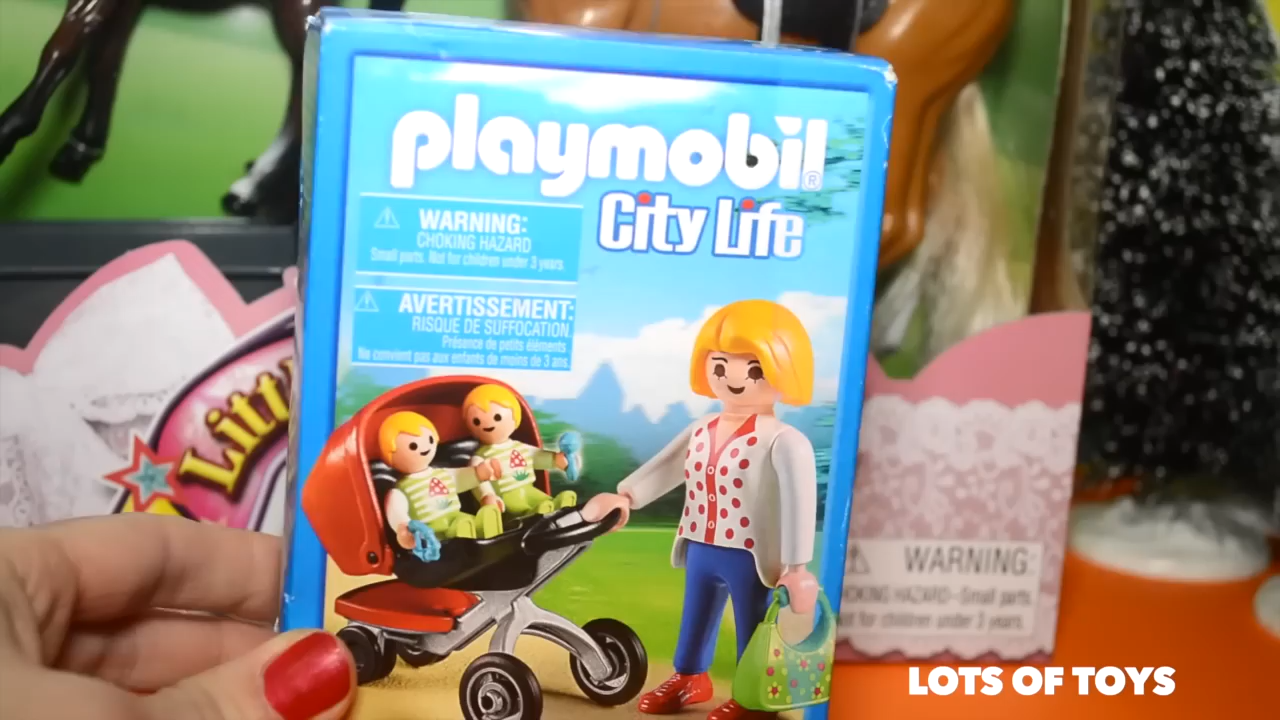 playmobil®
City Life
WARNING:
CHOKING HAZARD
Small parts. Not for children under 3 years.
AVERTISSEMENT:
RISQUE DE SUFFOCATION
Présence de petits éléments
Ne convient pas aux enfants de moins de 3 ans.
Litt
WARNING:
CHOKING HAZARD-Small parts
for children under 3 years.
LOTS OF TOYS